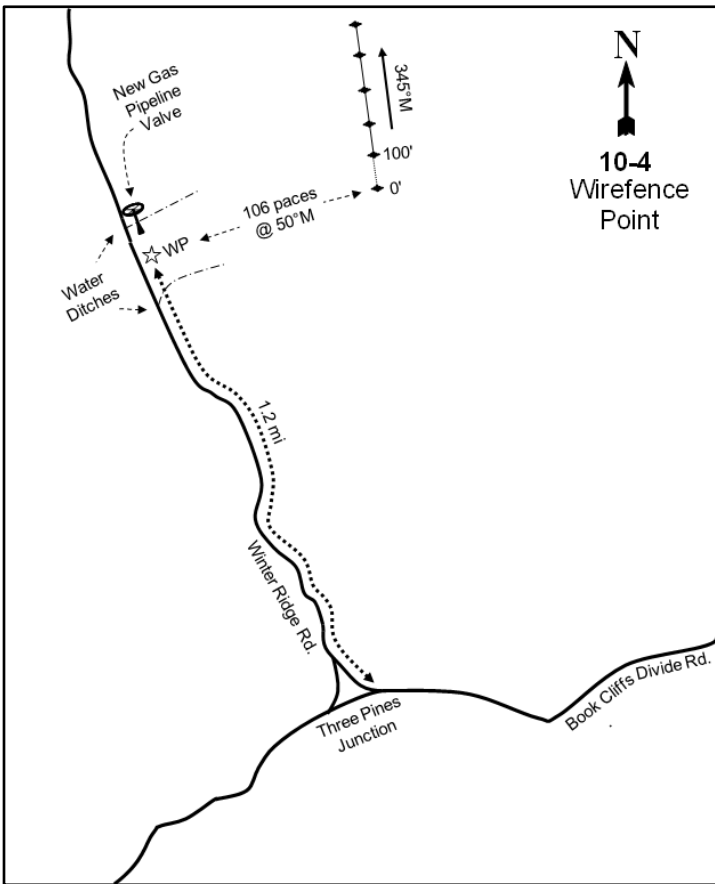 New Gas
Pipeline
Valve
345°M
100'
0'
N
10-4
Wirefence
Point
106 paces
@ 50°M
WP
Water
Ditches
1.2 mi
Winter Ridge Rd.
Three Pines
Junction
Book Cliffs Divide Rd.